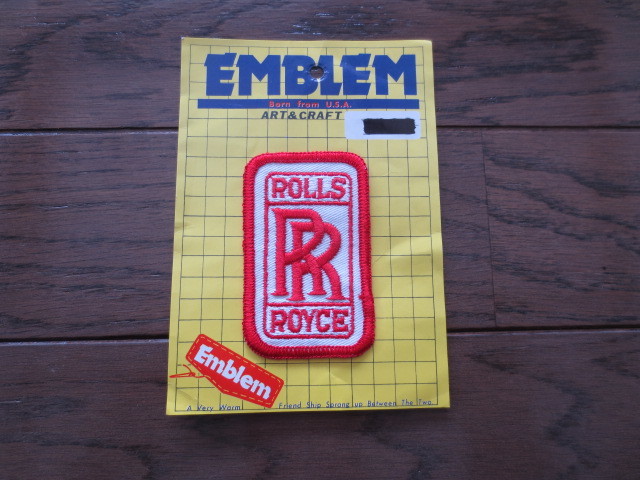 EMBLEM
Born from U.S.A.
ART & CRAFT
ROLLS
RR
ROYCE
Emblem
A Very Warm Friend Ship Sprang up Between The Two